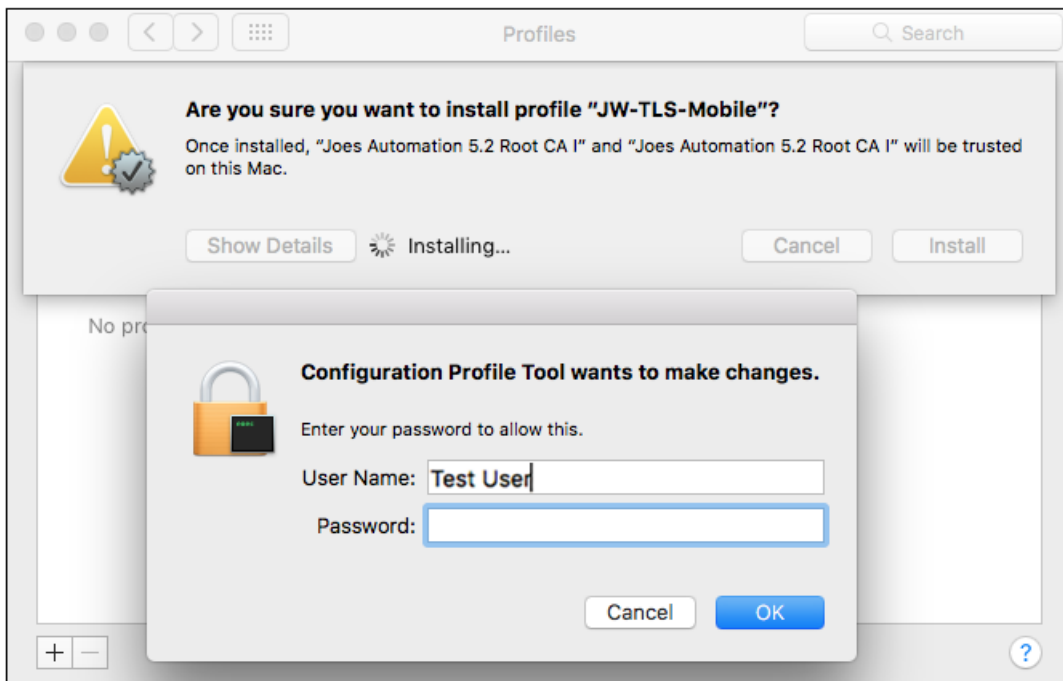 Profiles
Search
Are you sure you want to install profile “JW-TLS-Mobile”?
Once installed, “Joes Automation 5.2 Root CA I” and “Joes Automation 5.2 Root CA I” will be trusted
on this Mac.
Show Details
Installing...
Cancel
Install
No pro
Configuration Profile Tool wants to make changes.
Enter your password to allow this.
User Name: Test User
Password:
Cancel
OK
+ −
?